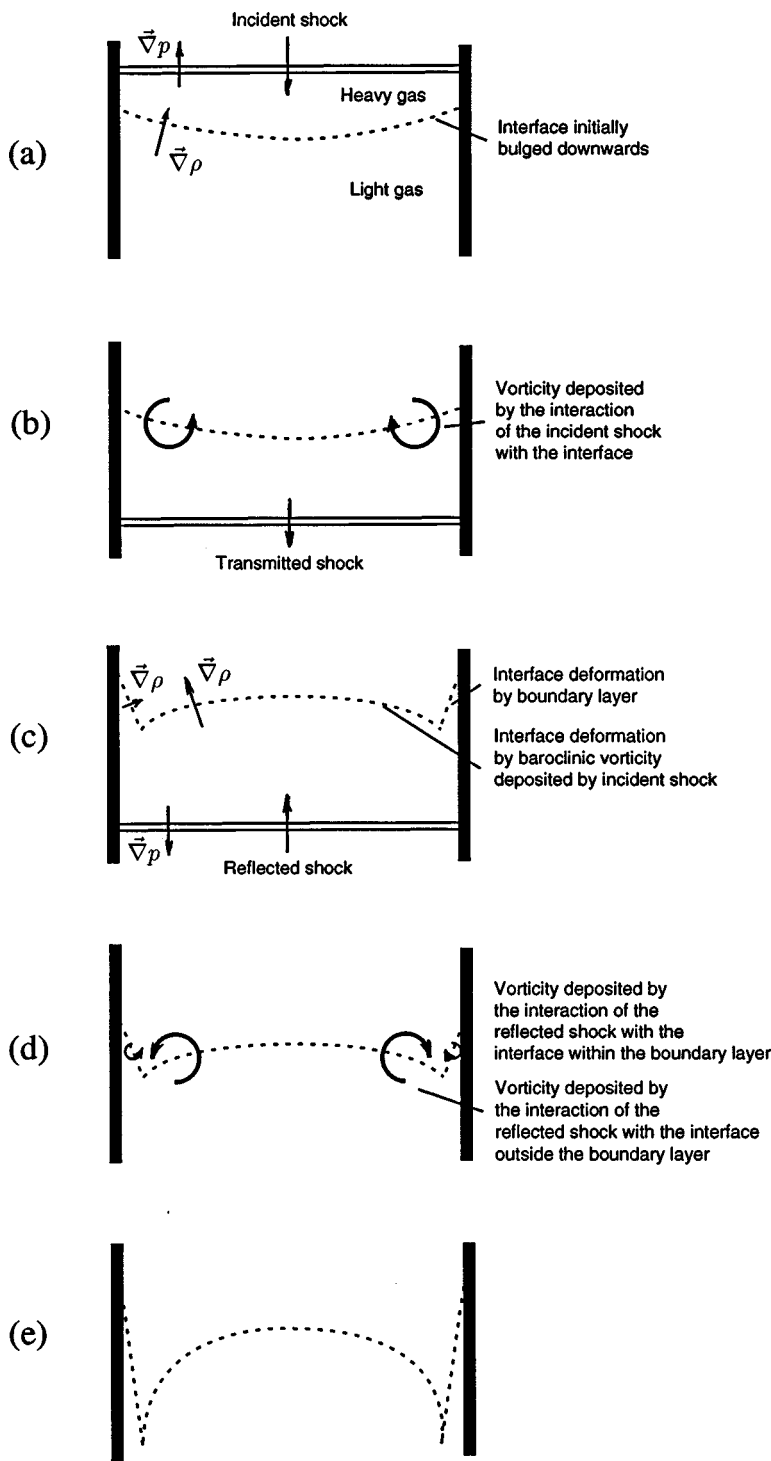 Incident shock
∇⃗p
Heavy gas
Interface initially
bulged downwards
(a)
∇⃗ρ
Light gas
(b)
Vorticity deposited
by the interaction
of the incident shock
with the interface
Transmitted shock
(c)
∇⃗ρ
∇⃗ρ
Interface deformation
by boundary layer
Interface deformation
by baroclinic vorticity
deposited by incident shock
∇⃗p
Reflected shock
(d)
Vorticity deposited by
the interaction of the
reflected shock with the
interface within the boundary layer
Vorticity deposited by
the interaction of the
reflected shock with the interface
outside the boundary layer
(e)